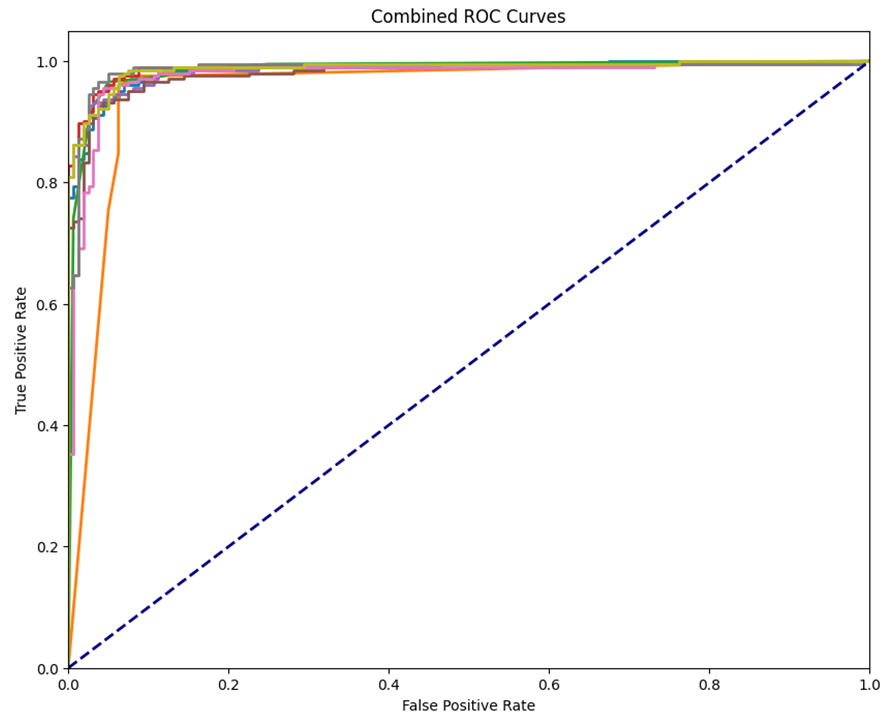 Combined ROC Curves
True Positive Rate
1.0
0.8
0.6
0.4
0.2
0.0
0.0 0.2 0.4 0.6 0.8 1.0
False Positive Rate